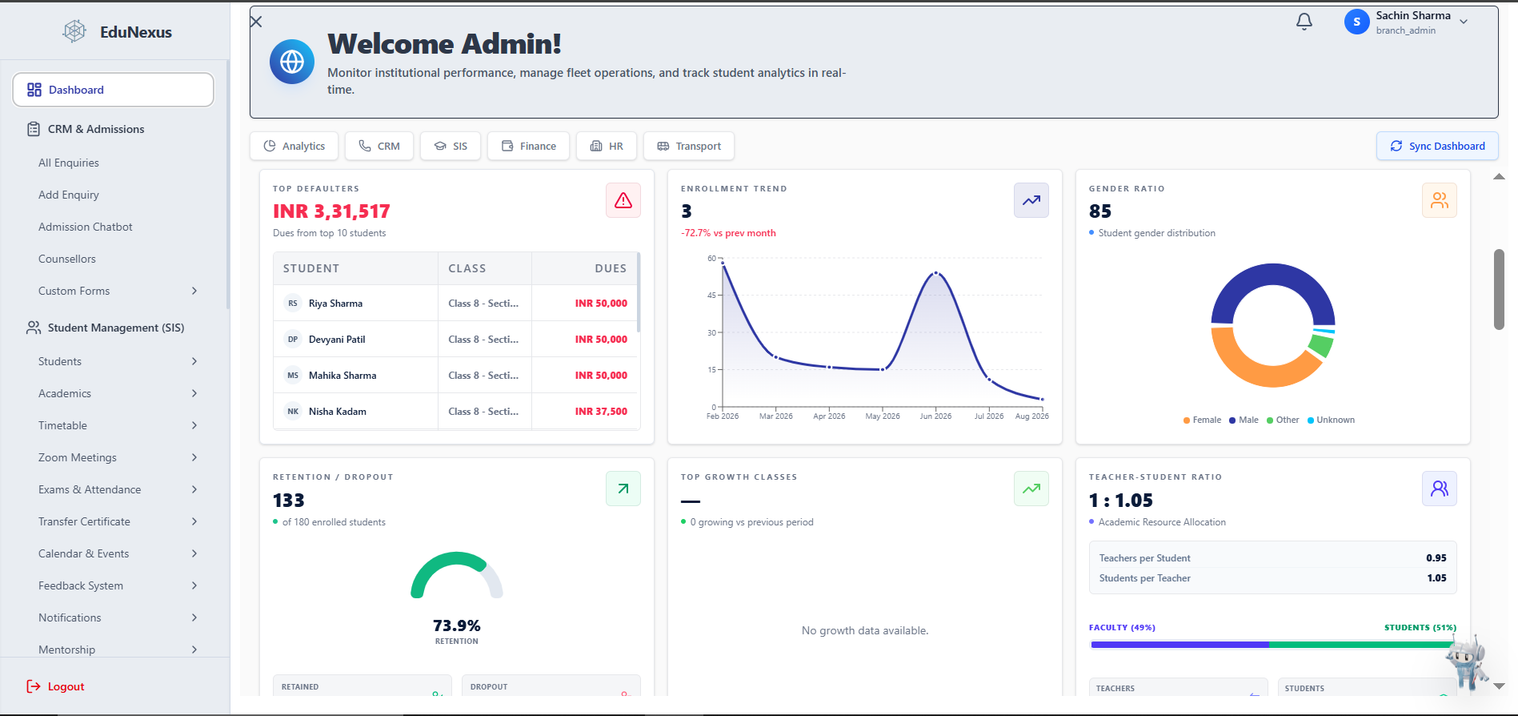 EduNexus
Dashboard
CRM & Admissions
All Enquiries
Add Enquiry
Admission Chatbot
Counsellors
Custom Forms
Student Management (SIS)
Students
Academics
Timetable
Zoom Meetings
Exams & Attendance
Transfer Certificate
Calendar & Events
Feedback System
Notifications
Mentorship
Logout
Welcome Admin!
Monitor institutional performance, manage fleet operations, and track student analytics in real-
time.
S
Sachin Sharma
branch_admin
Analytics
CRM
SIS
Finance
HR
Transport
Sync Dashboard
TOP DEFAULTERS
INR 3,31,517
Dues from top 10 students
STUDENT CLASS DUES
RS Riya Sharma Class 8 - Secti... INR 50,000
DP Devyani Patil Class 8 - Secti... INR 50,000
MS Mahika Sharma Class 8 - Secti... INR 50,000
NK Nisha Kadam Class 8 - Secti... INR 37,500
ENROLLMENT TREND
3
-72.7% vs prev month
60
45
30
15
0
Feb 2026 Mar 2026 Apr 2026 May 2026 Jun 2026 Jul 2026 Aug 2026
GENDER RATIO
85
Student gender distribution
Female Male Other Unknown
RETENTION / DROPOUT
133
of 180 enrolled students
73.9%
RETENTION
RETAINED
DROPOUT
TOP GROWTH CLASSES
—
0 growing vs previous period
No growth data available.
TEACHER-STUDENT RATIO
1 : 1.05
Academic Resource Allocation
Teachers per Student 0.95
Students per Teacher 1.05
FACULTY (49%) STUDENTS (51%)
TEACHERS
STUDENTS